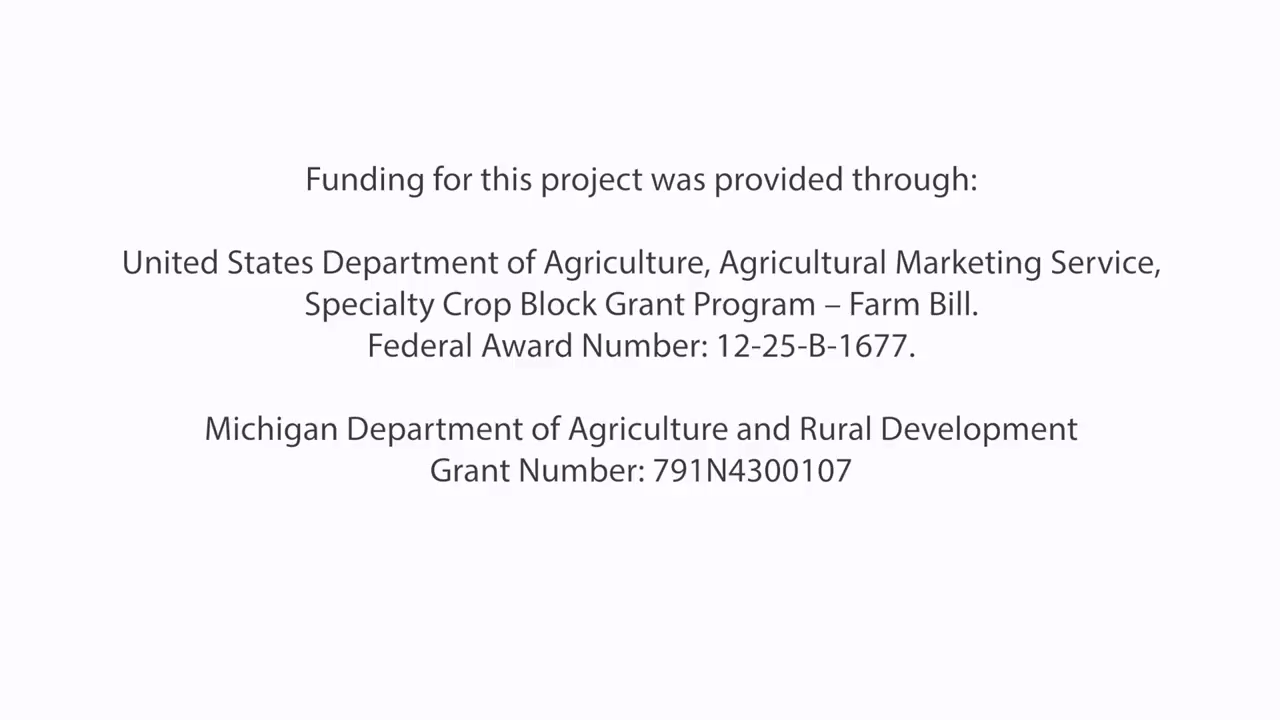 Funding for this project was provided through:
United States Department of Agriculture, Agricultural Marketing Service,
Specialty Crop Block Grant Program – Farm Bill.
Federal Award Number: 12-25-B-1677.
Michigan Department of Agriculture and Rural Development
Grant Number: 791N4300107